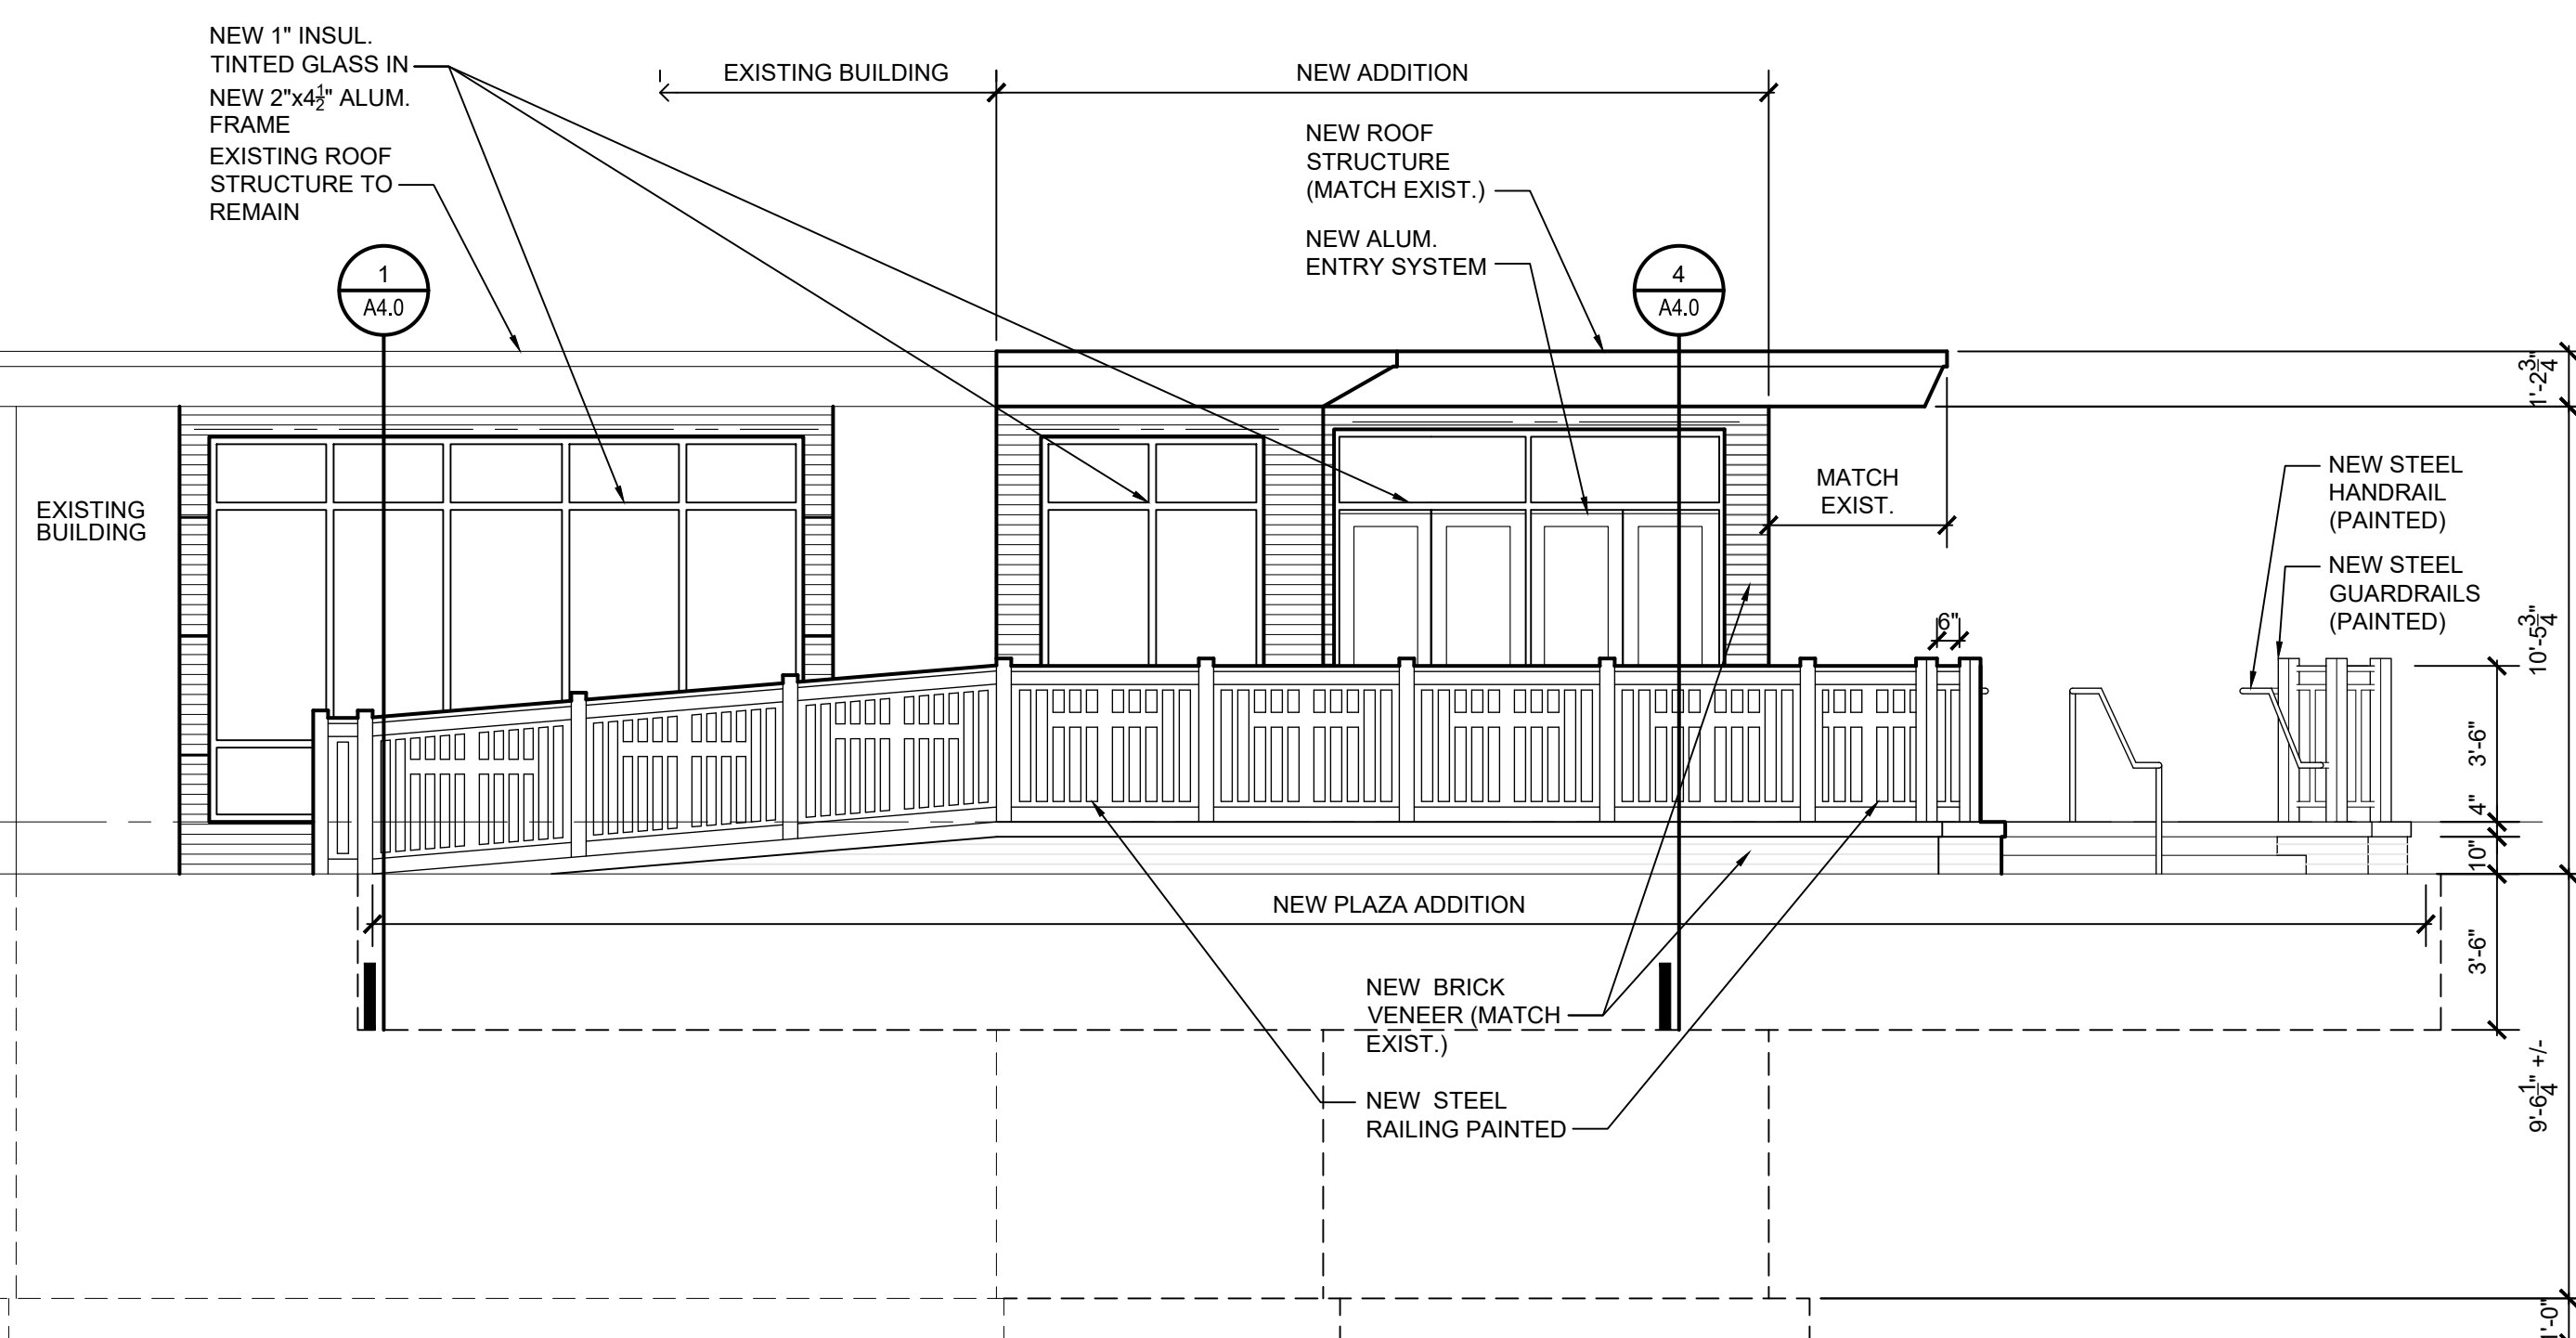 NEW 1" INSUL.
TINTED GLASS IN
NEW 2"x4½" ALUM.
FRAME
EXISTING ROOF
STRUCTURE TO
REMAIN
1
A4.0
EXISTING BUILDING
NEW ADDITION
NEW ROOF
STRUCTURE
(MATCH EXIST.)
NEW ALUM.
ENTRY SYSTEM
4
A4.0
1'-2¾"
EXISTING
BUILDING
MATCH
EXIST.
6"
NEW STEEL
HANDRAIL
(PAINTED)
NEW STEEL
GUARDRAILS
(PAINTED)
10'-5¾"
3'-6"
4"
10"
3'-6"
NEW PLAZA ADDITION
NEW BRICK
VENEER (MATCH
EXIST.)
NEW STEEL
RAILING PAINTED
9'-6¼" +/-
1'-0"